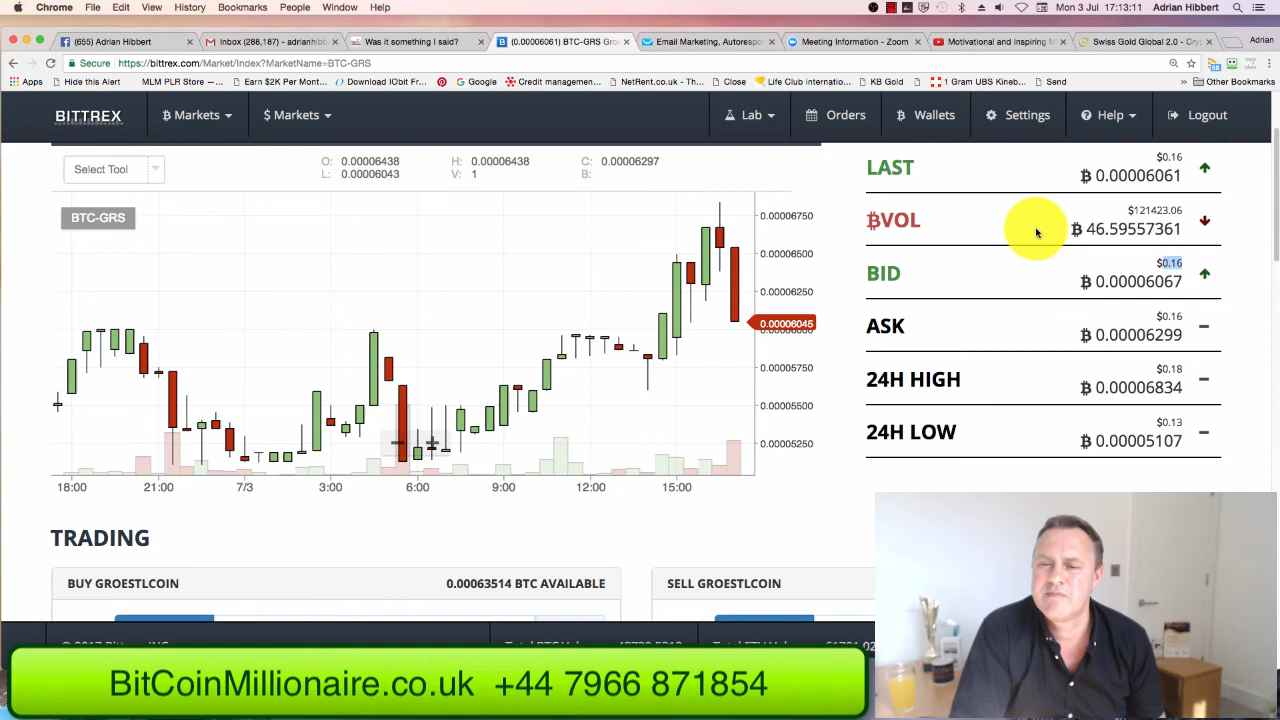 Chrome File Edit View History Bookmarks People Window Help Mon 3 Jul 17:13:11 Adrian Hibbert
(655) Adrian Hibbert Inbox (288,187) - adrianhibb Was it something I said? (0.00006061) BTC-GRS Gro Email Marketing, Autorespo Meeting Information - Zoom Motivational and Inspiring M Swiss Gold Global 2.0 - Cry Adrian
Secure https://bittrex.com/Market/Index?MarketName=BTC-GRS
Apps Hide this Alert MLM PLR Store — Earn $2K Per Mont... Download IObit Fr... Google Credit managemen... NetRent.co.uk - Th... Close Life Club internatio... KB Gold 1 Gram UBS Kineb... Send » Other Bookmarks
BITTREX Ƀ Markets $ Markets Lab Orders Wallets Settings Help Logout
Select Tool
O: 0.00006438 H: 0.00006438 C: 0.00006297
L: 0.00006043 V: 1 B:
BTC-GRS
0.00006750
0.00006500
0.00006250
0.00006045
0.00005750
0.00005500
0.00005250
18:00 21:00 7/3 3:00 6:00 9:00 12:00 15:00
$0.16
LAST Ƀ 0.00006061
$121423.06
ɃVOL Ƀ 46.59557361
$0.16
BID Ƀ 0.00006067
$0.16
ASK Ƀ 0.00006299
$0.18
24H HIGH Ƀ 0.00006834
$0.13
24H LOW Ƀ 0.00005107
TRADING
BUY GROESTLCOIN 0.00063514 BTC AVAILABLE
SELL GROESTLCOIN
BitCoinMillionaire.co.uk +44 7966 871854